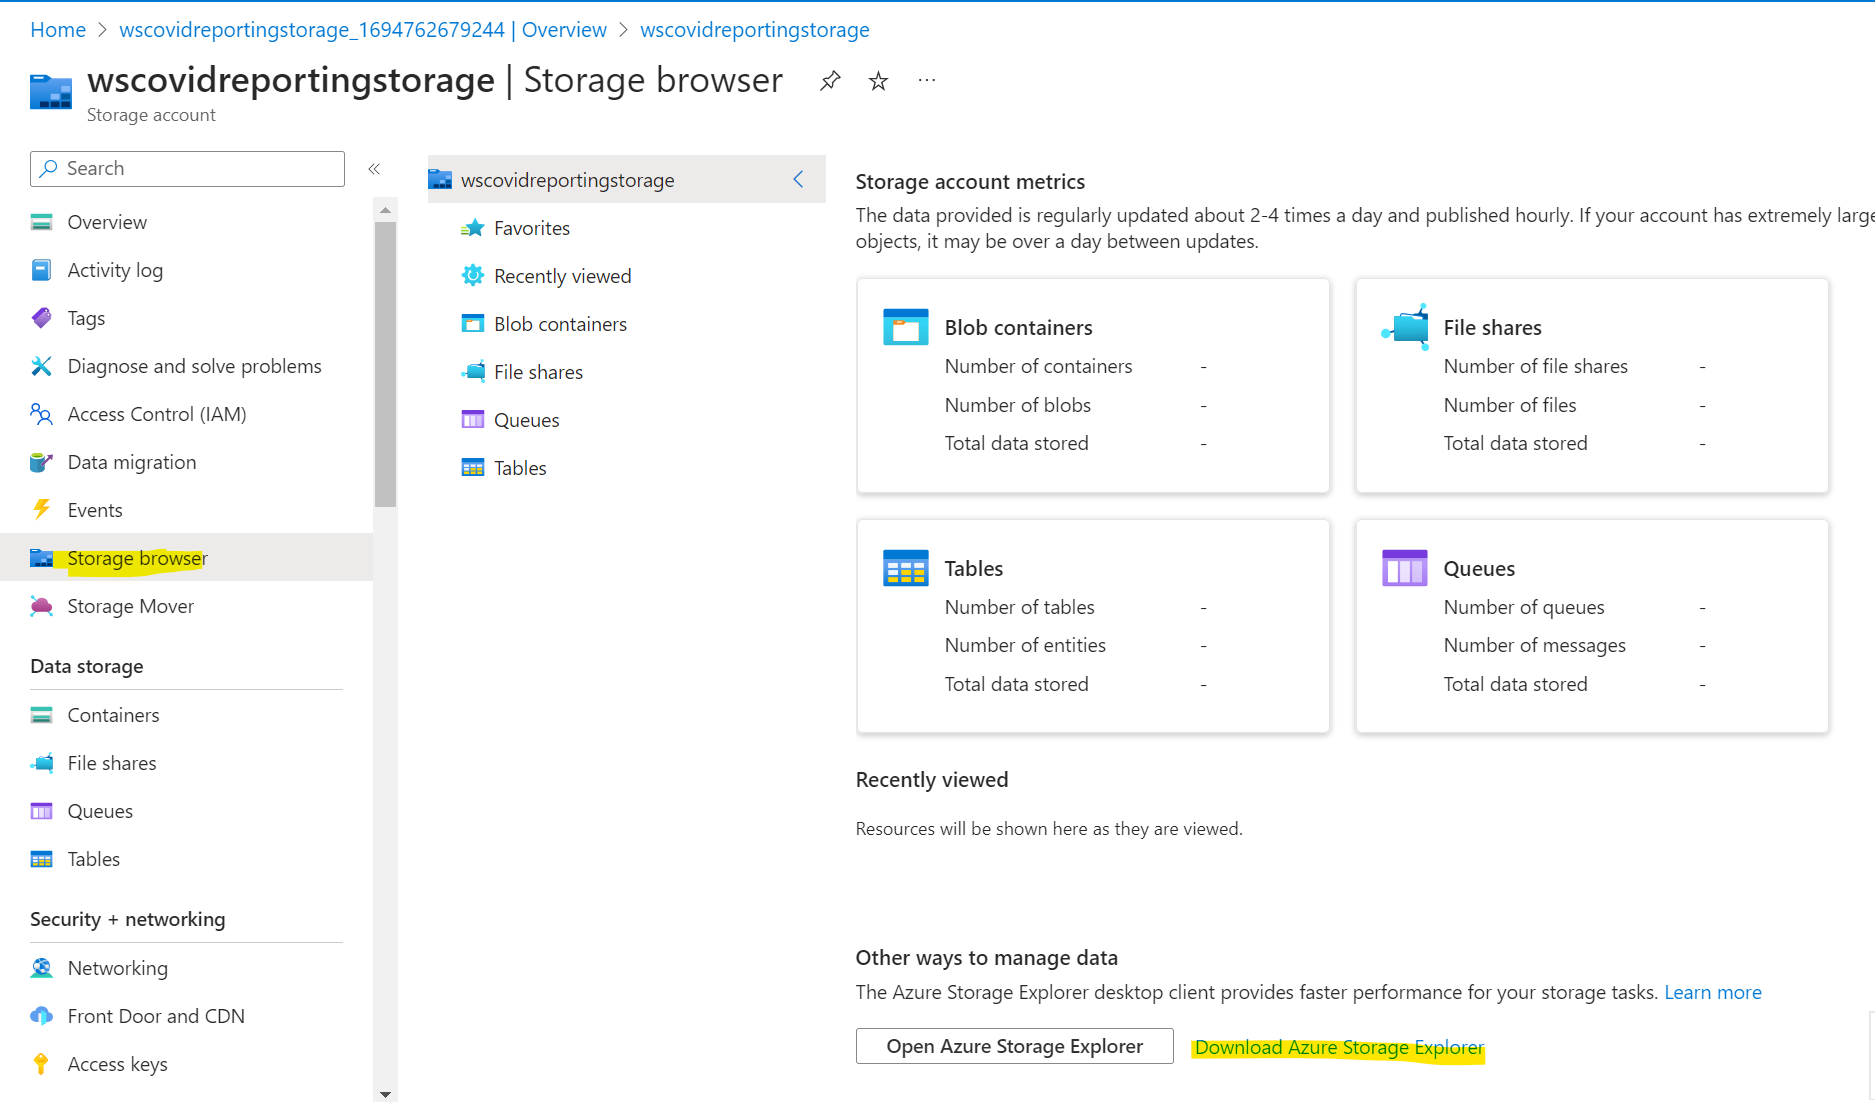 Home > wscovidreportingstorage_1694762679244 | Overview > wscovidreportingstorage
wscovidreportingstorage | Storage browser
Storage account
Search
Overview
Activity log
Tags
Diagnose and solve problems
Access Control (IAM)
Data migration
Events
Storage browser
Storage Mover
Data storage
Containers
File shares
Queues
Tables
Security + networking
Networking
Front Door and CDN
Access keys
wscovidreportingstorage
Favorites
Recently viewed
Blob containers
File shares
Queues
Tables
Storage account metrics
The data provided is regularly updated about 2-4 times a day and published hourly. If your account has extremely large
objects, it may be over a day between updates.
Blob containers
Number of containers -
Number of blobs -
Total data stored -
File shares
Number of file shares -
Number of files -
Total data stored -
Tables
Number of tables -
Number of entities -
Total data stored -
Queues
Number of queues -
Number of messages -
Total data stored -
Recently viewed
Resources will be shown here as they are viewed.
Other ways to manage data
The Azure Storage Explorer desktop client provides faster performance for your storage tasks. Learn more
Open Azure Storage Explorer
Download Azure Storage Explorer